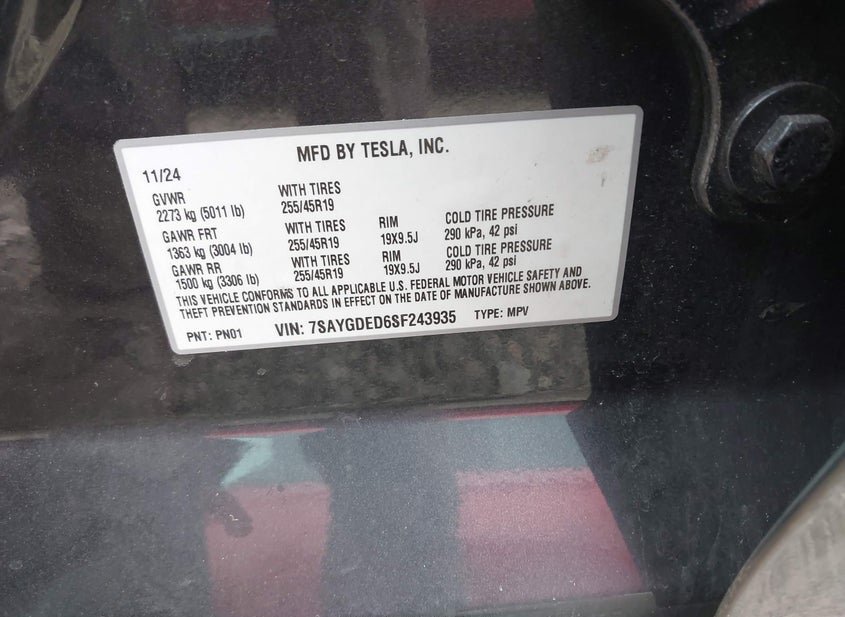 MFD BY TESLA, INC.
11/24
GVWR WITH TIRES
2273 kg (5011 lb) 255/45R19
GAWR FRT WITH TIRES RIM COLD TIRE PRESSURE
1363 kg (3004 lb) 255/45R19 19X9.5J 290 kPa, 42 psi
GAWR RR WITH TIRES RIM COLD TIRE PRESSURE
1500 kg (3306 lb) 255/45R19 19X9.5J 290 kPa, 42 psi
THIS VEHICLE CONFORMS TO ALL APPLICABLE U.S. FEDERAL MOTOR VEHICLE SAFETY AND
THEFT PREVENTION STANDARDS IN EFFECT ON THE DATE OF MANUFACTURE SHOWN ABOVE.
PNT: PN01 VIN: 7SAYGDED6SF243935 TYPE: MPV